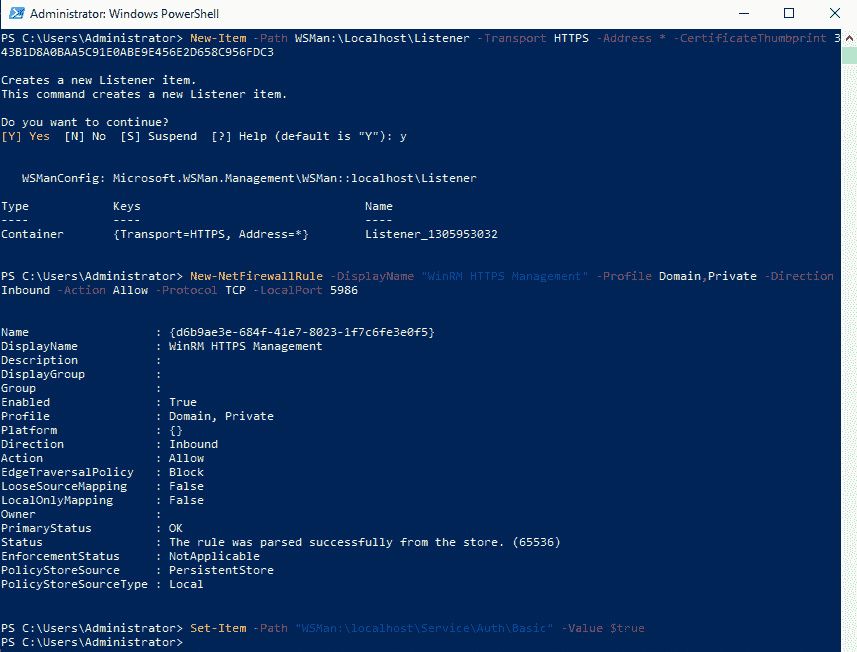 Administrator: Windows PowerShell
PS C:\Users\Administrator> New-Item -Path WSMan:\Localhost\Listener -Transport HTTPS -Address * -CertificateThumbprint 3
43B1D8A0BAA5C91E0ABE9E456E2D658C956FDC3
Creates a new Listener item.
This command creates a new Listener item.
Do you want to continue?
[Y] Yes  [N] No  [S] Suspend  [?] Help (default is "Y"): y
WSManConfig: Microsoft.WSMan.Management\WSMan::localhost\Listener
Type            Keys                                Name
----            ----                                ----
Container       {Transport=HTTPS, Address=*}        Listener_1305953032
PS C:\Users\Administrator> New-NetFirewallRule -DisplayName "WinRM HTTPS Management" -Profile Domain,Private -Direction
Inbound -Action Allow -Protocol TCP -LocalPort 5986
Name                  : {d6b9ae3e-684f-41e7-8023-1f7c6fe3e0f5}
DisplayName           : WinRM HTTPS Management
Description           :
DisplayGroup          :
Group                 :
Enabled               : True
Profile               : Domain, Private
Platform              : {}
Direction             : Inbound
Action                : Allow
EdgeTraversalPolicy   : Block
LooseSourceMapping    : False
LocalOnlyMapping      : False
Owner                 :
PrimaryStatus         : OK
Status                : The rule was parsed successfully from the store. (65536)
EnforcementStatus     : NotApplicable
PolicyStoreSource     : PersistentStore
PolicyStoreSourceType : Local
PS C:\Users\Administrator> Set-Item -Path "WSMan:\localhost\Service\Auth\Basic" -Value $true
PS C:\Users\Administrator>